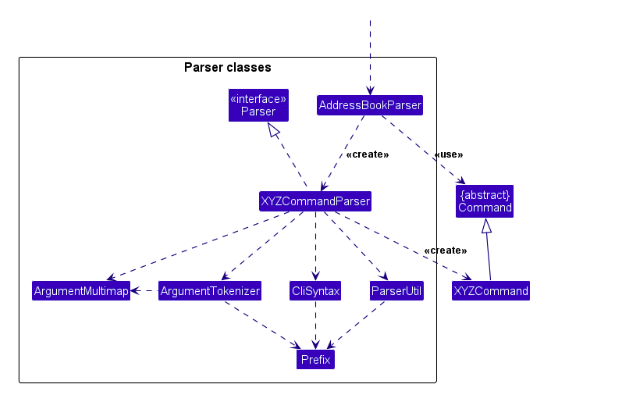 Parser classes
«interface»
Parser
AddressBookParser
«create»
«use»
XYZCommandParser
{abstract}
Command
«create»
ArgumentMultimap
ArgumentTokenizer
CliSyntax
ParserUtil
XYZCommand
Prefix